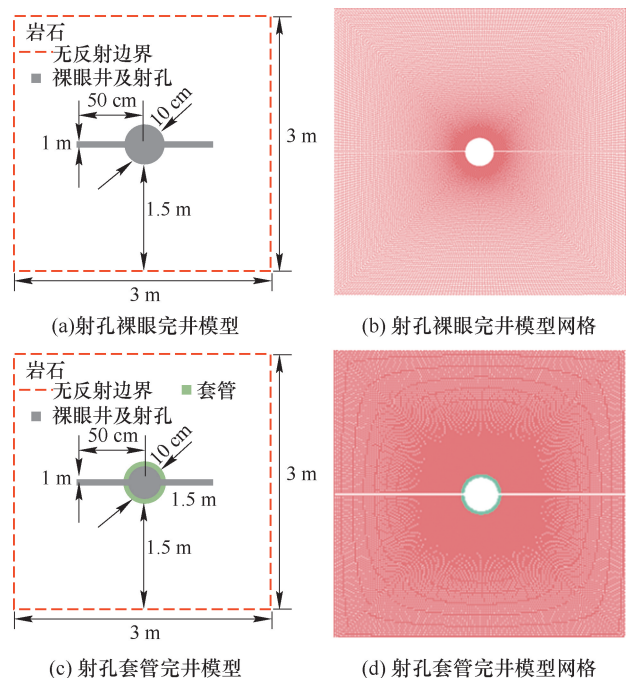 岩石
无反射边界
裸眼井及射孔
50 cm
10 cm
1 m
3 m
1.5 m
3 m
(a)射孔裸眼完井模型
(b) 射孔裸眼完井模型网格
岩石
无反射边界
套管
裸眼井及射孔
50 cm
10 cm
1 m
3 m
1.5 m
1.5 m
3 m
(c) 射孔套管完井模型
(d) 射孔套管完井模型网格